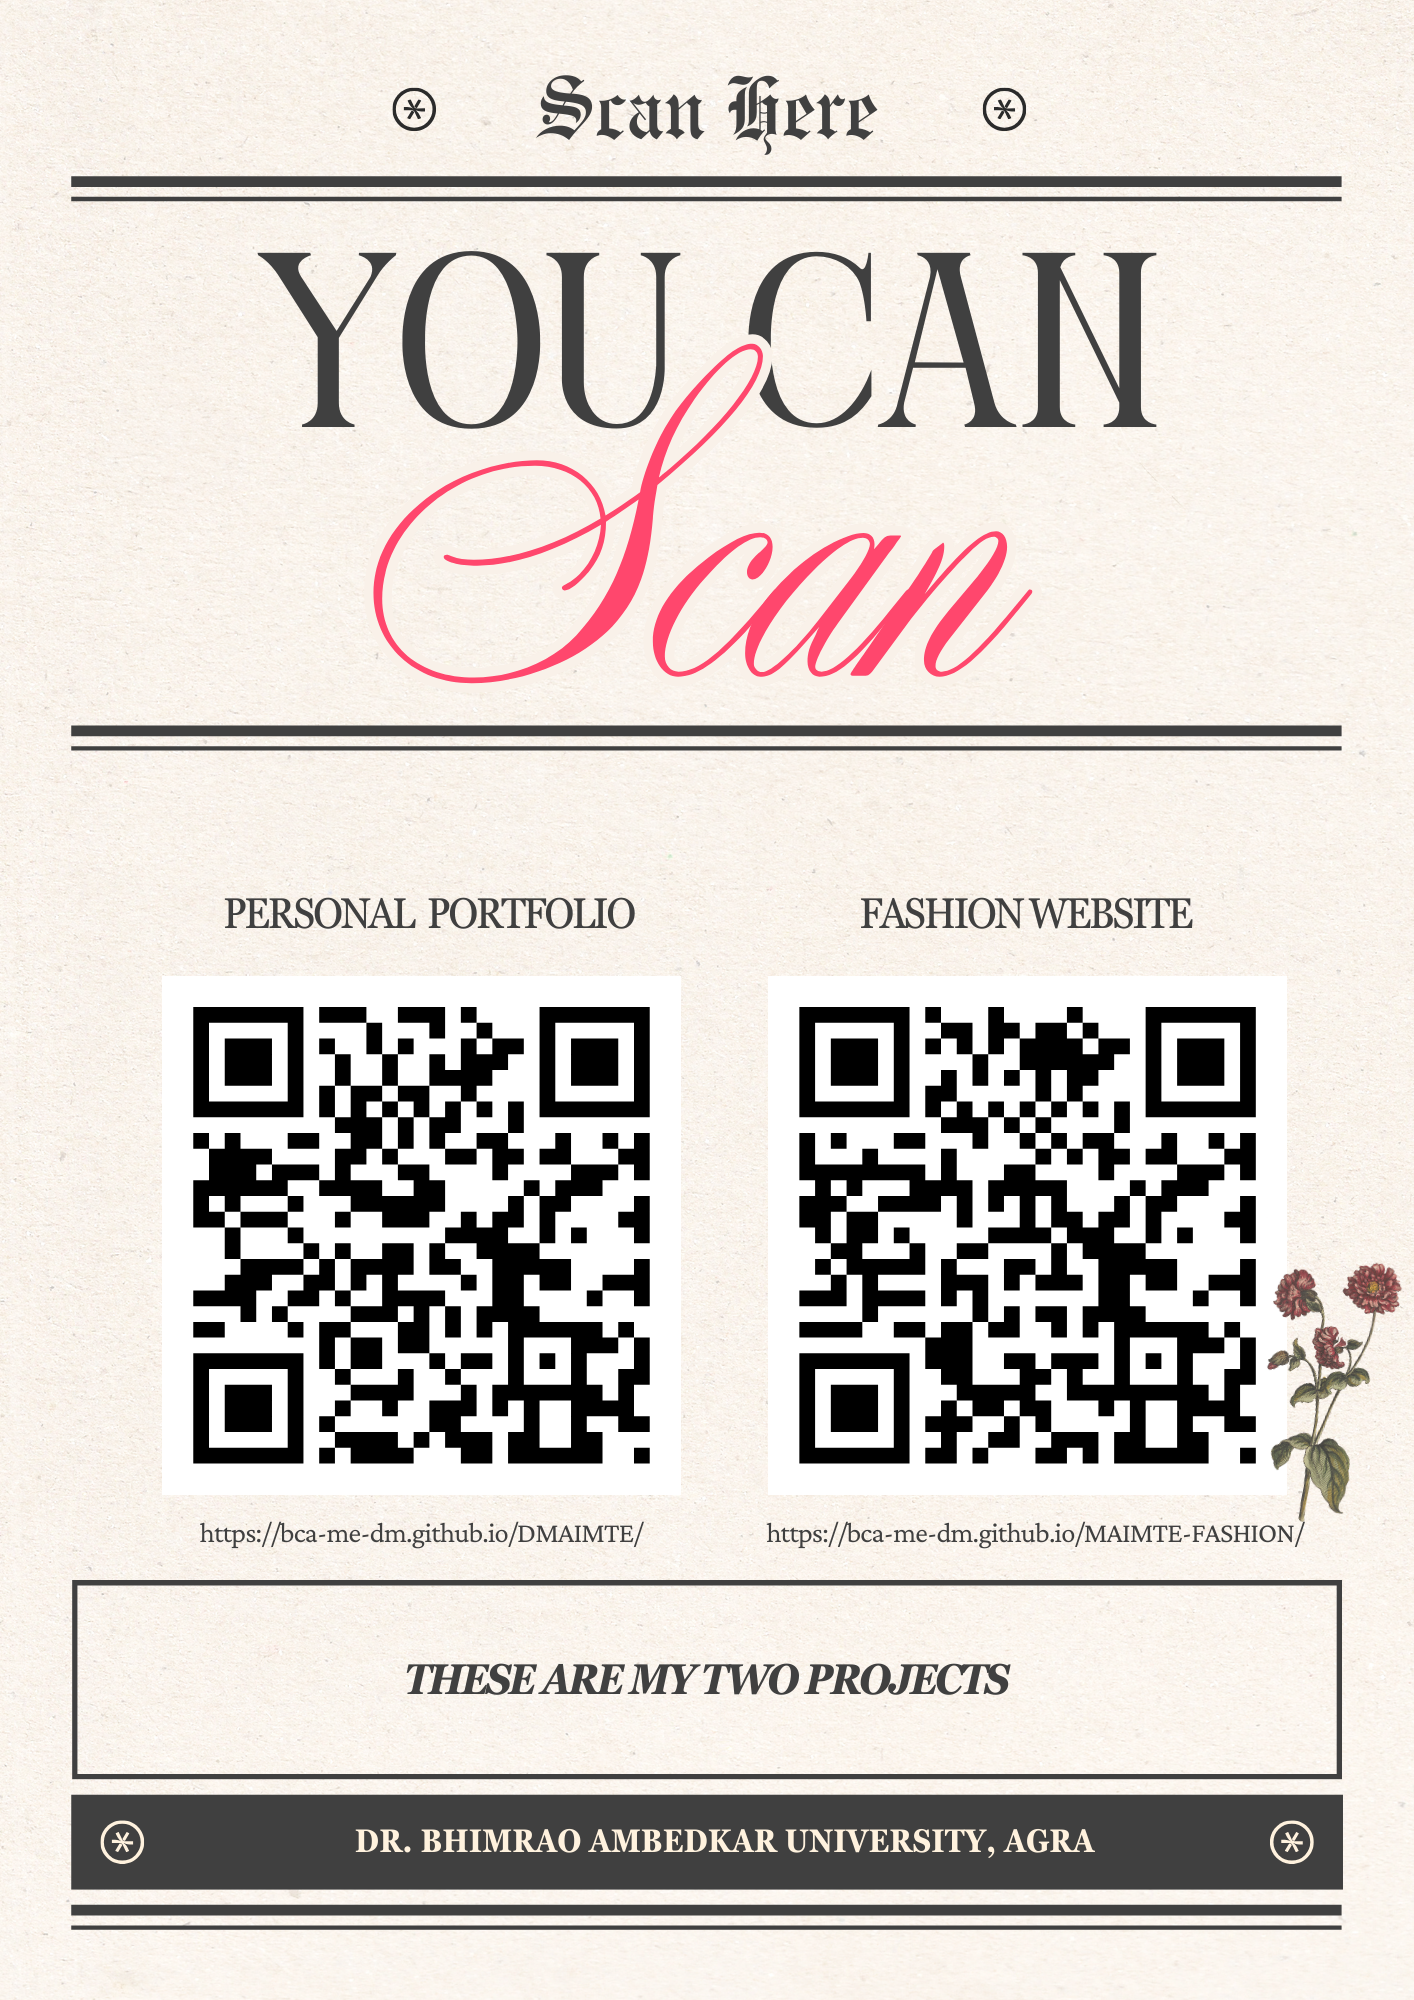 Scan Here
YOU CAN
Scan
PERSONAL PORTFOLIO
FASHION WEBSITE
https://bca-me-dm.github.io/DMAIMTE/
https://bca-me-dm.github.io/MAIMTE-FASHION/
THESE ARE MY TWO PROJECTS
DR. BHIMRAO AMBEDKAR UNIVERSITY, AGRA